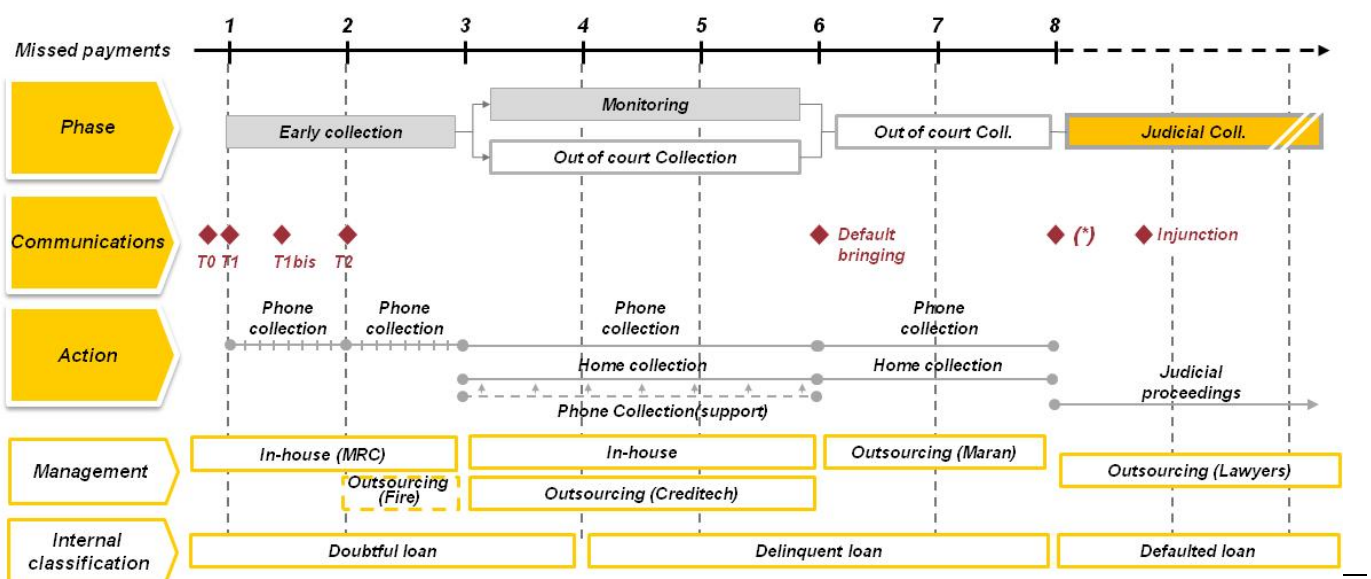 1 2 3 4 5 6 7 8
Missed payments
Phase
Early collection
Monitoring
Out of court Collection
Out of court Coll.
Judicial Coll.
Communications
T0 T1 T1bis T2
Default
bringing
(*)
Injunction
Action
Phone
collection
Phone
collection
Phone
collection
Phone
collection
Home collection
Home collection
Phone Collection(support)
Judicial
proceedings
Management
In-house (MRC)
Outsourcing
(Fire)
In-house
Outsourcing (Creditech)
Outsourcing (Maran)
Outsourcing (Lawyers)
Internal
classification
Doubtful loan
Delinquent loan
Defaulted loan